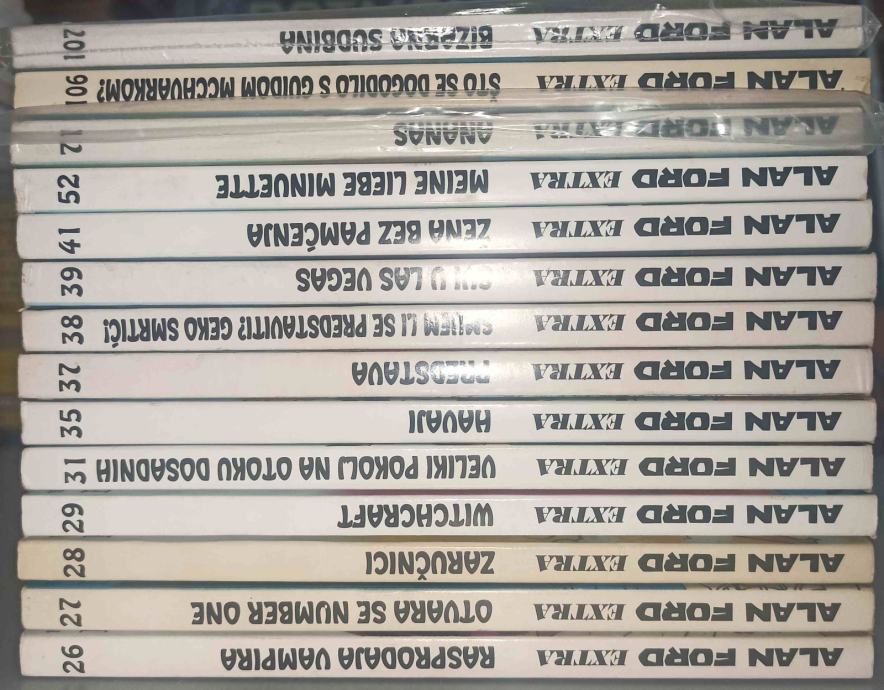 ALAN FORD EXTRA RASPRODAJA VAMPIRA 26
ALAN FORD EXTRA OTVARA SE NUMBER ONE 27
ALAN FORD EXTRA ZARUČNICI 28
ALAN FORD EXTRA WITCHCRAFT 29
ALAN FORD EXTRA VELIKI POKOLJ NA OTOKU DOSADNIH 31
ALAN FORD EXTRA HAVAJI 35
ALAN FORD EXTRA PREDSTAVA 37
ALAN FORD EXTRA SMIJEM LI SE PREDSTAVITI? GEKO SMRTIĆ! 38
ALAN FORD EXTRA SVI U LAS VEGAS 39
ALAN FORD EXTRA ŽENA BEZ PAMĆENJA 41
ALAN FORD EXTRA MEINE LIEBE MINUETTE 52
ALAN FORD EXTRA ANANAS 71
ALAN FORD EXTRA ŠTO SE DOGODILO S GUIDOM MCCHVARKOM? 106
ALAN FORD EXTRA BIZARNA SUDBINA 107